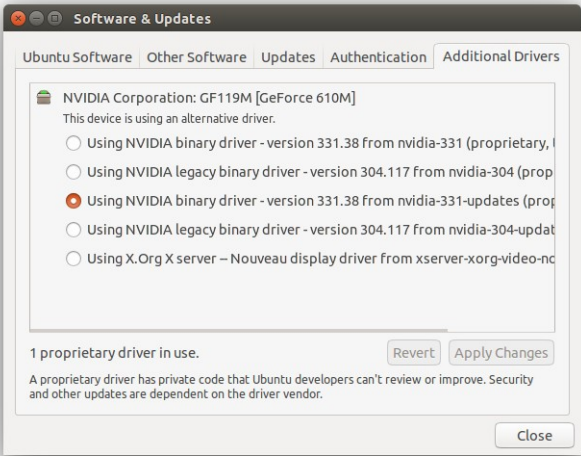 Software & Updates
Ubuntu Software Other Software Updates Authentication Additional Drivers
NVIDIA Corporation: GF119M [GeForce 610M]
This device is using an alternative driver.
Using NVIDIA binary driver - version 331.38 from nvidia-331 (proprietary,
Using NVIDIA legacy binary driver - version 304.117 from nvidia-304 (prop
Using NVIDIA binary driver - version 331.38 from nvidia-331-updates (prop
Using NVIDIA legacy binary driver - version 304.117 from nvidia-304-updat
Using X.Org X server -- Nouveau display driver from xserver-xorg-video-no
1 proprietary driver in use.
Revert Apply Changes
A proprietary driver has private code that Ubuntu developers can't review or improve. Security
and other updates are dependent on the driver vendor.
Close